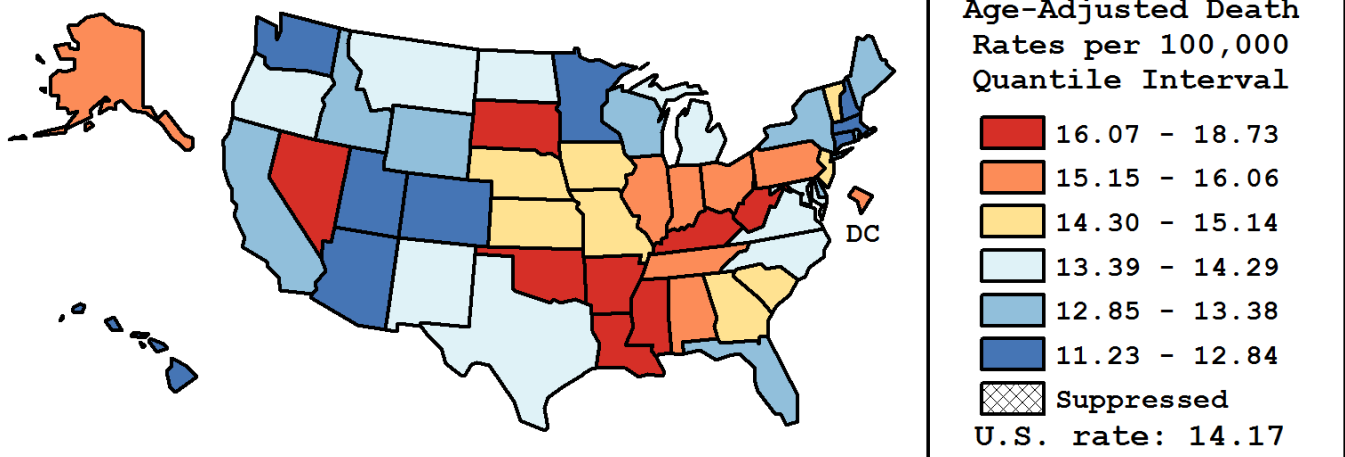 Age-Adjusted Death
Rates per 100,000
Quantile Interval
16.07 - 18.73
15.15 - 16.06
14.30 - 15.14
13.39 - 14.29
12.85 - 13.38
11.23 - 12.84
Suppressed
U.S. rate: 14.17
DC